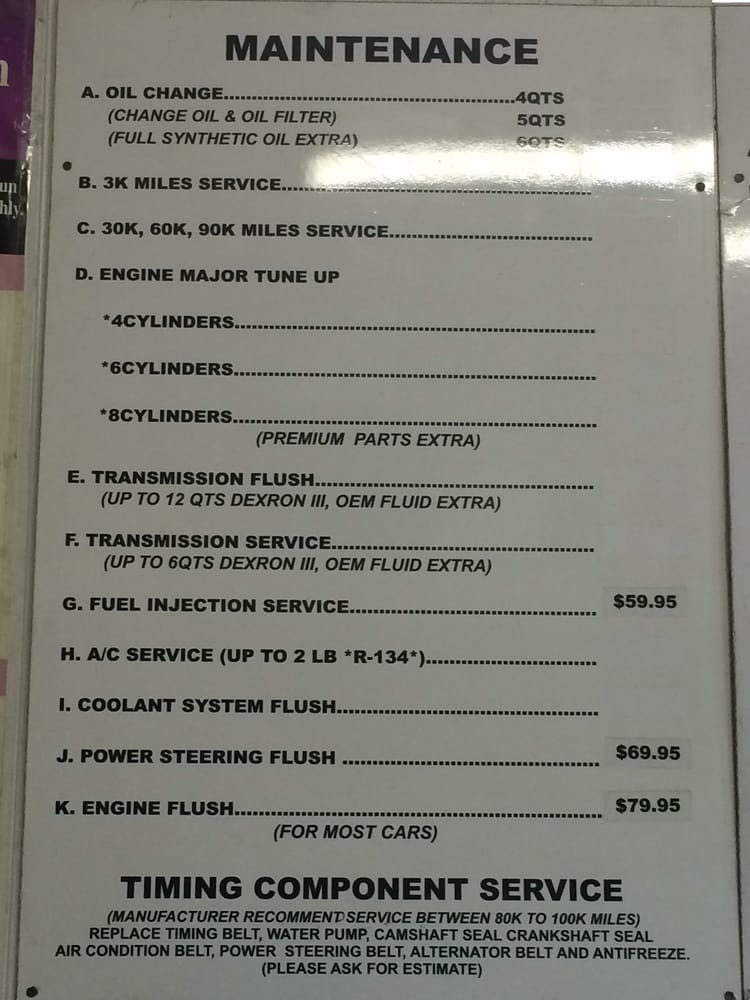 MAINTENANCE
A. OIL CHANGE..........................................................4QTS
(CHANGE OIL & OIL FILTER) 5QTS
(FULL SYNTHETIC OIL EXTRA) 6QTS
B. 3K MILES SERVICE..............................................................
C. 30K, 60K, 90K MILES SERVICE........................................
D. ENGINE MAJOR TUNE UP
*4CYLINDERS.......................................................................
*6CYLINDERS.......................................................................
*8CYLINDERS.......................................................................
(PREMIUM PARTS EXTRA)
E. TRANSMISSION FLUSH.......................................................
(UP TO 12 QTS DEXRON III, OEM FLUID EXTRA)
F. TRANSMISSION SERVICE....................................................
(UP TO 6QTS DEXRON III, OEM FLUID EXTRA)
G. FUEL INJECTION SERVICE................................................. $59.95
H. A/C SERVICE (UP TO 2 LB *R-134*)..................................
I. COOLANT SYSTEM FLUSH....................................................
J. POWER STEERING FLUSH ................................................... $69.95
K. ENGINE FLUSH......................................................................... $79.95
(FOR MOST CARS)
TIMING COMPONENT SERVICE
(MANUFACTURER RECOMMENT SERVICE BETWEEN 80K TO 100K MILES)
REPLACE TIMING BELT, WATER PUMP, CAMSHAFT SEAL CRANKSHAFT SEAL
AIR CONDITION BELT, POWER STEERING BELT, ALTERNATOR BELT AND ANTIFREEZE.
(PLEASE ASK FOR ESTIMATE)